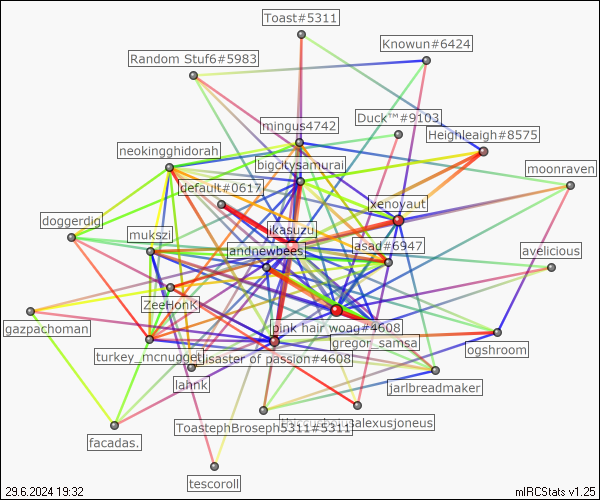 Toast#5311
Knowun#6424
Random Stuf6#5983
Duck™#9103
mingus4742
Heighleaigh#8575
neokingghidorah
bigcitysamurai
moonraven
default#0617
xenoyaut
doggerdig
ikasuzu
mukszi
asad#6947
andnewbees
avelicious
ZeeHonk
gazpachoman
pink hair woag#4608
gregor_samsa
ogshroom
turkey_mcnugget
disaster of passion#4608
lahnk
jarlbreadmaker
ToastephBroseph5311#5311
alexusjoneus
facadas.
tescoroll
29.6.2024 19:32
mIRCStats v1.25